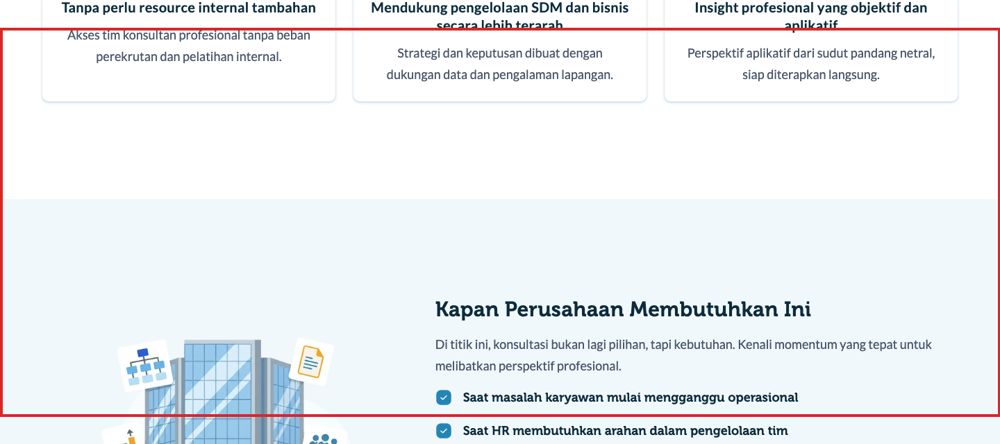 Tanpa perlu resource internal tambahan
Akses tim konsultan profesional tanpa beban
perekrutan dan pelatihan internal.
Mendukung pengelolaan SDM dan bisnis
secara lebih terarah
Strategi dan keputusan dibuat dengan
dukungan data dan pengalaman lapangan.
Insight profesional yang objektif dan
aplikatif
Perspektif aplikatif dari sudut pandang netral,
siap diterapkan langsung.
Kapan Perusahaan Membutuhkan Ini
Di titik ini, konsultasi bukan lagi pilihan, tapi kebutuhan. Kenali momentum yang tepat untuk
melibatkan perspektif profesional.
Saat masalah karyawan mulai mengganggu operasional
Saat HR membutuhkan arahan dalam pengelolaan tim